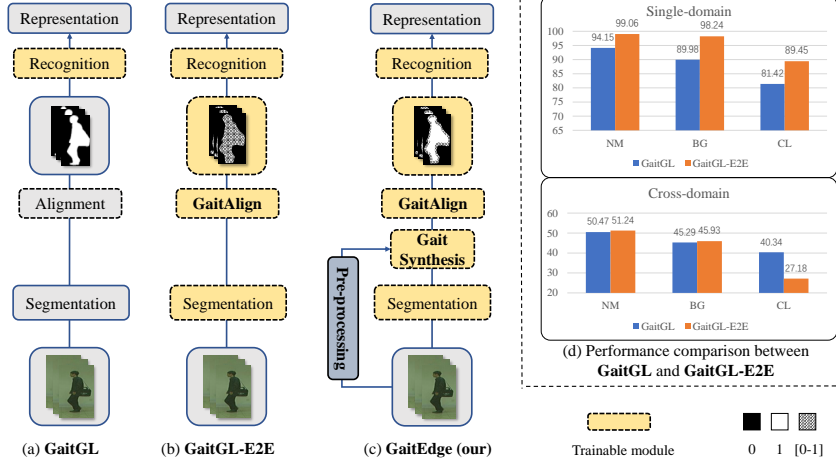 Representation
Recognition
Alignment
Segmentation
(a) GaitGL
Representation
Recognition
GaitAlign
Segmentation
(b) GaitGL-E2E
Representation
Recognition
GaitAlign
Gait
Synthesis
Pre-processing
Segmentation
(c) GaitEdge (our)
Single-domain
100
95
90
85
80
75
70
65
94.15
99.06
89.98
98.24
81.42
89.45
NM
BG
CL
GaitGL
GaitGL-E2E
Cross-domain
60
50
40
30
20
50.47
51.24
45.29
45.93
40.34
27.18
NM
BG
CL
GaitGL
GaitGL-E2E
(d) Performance comparison between
GaitGL and GaitGL-E2E
Trainable module
0
1
[0-1]